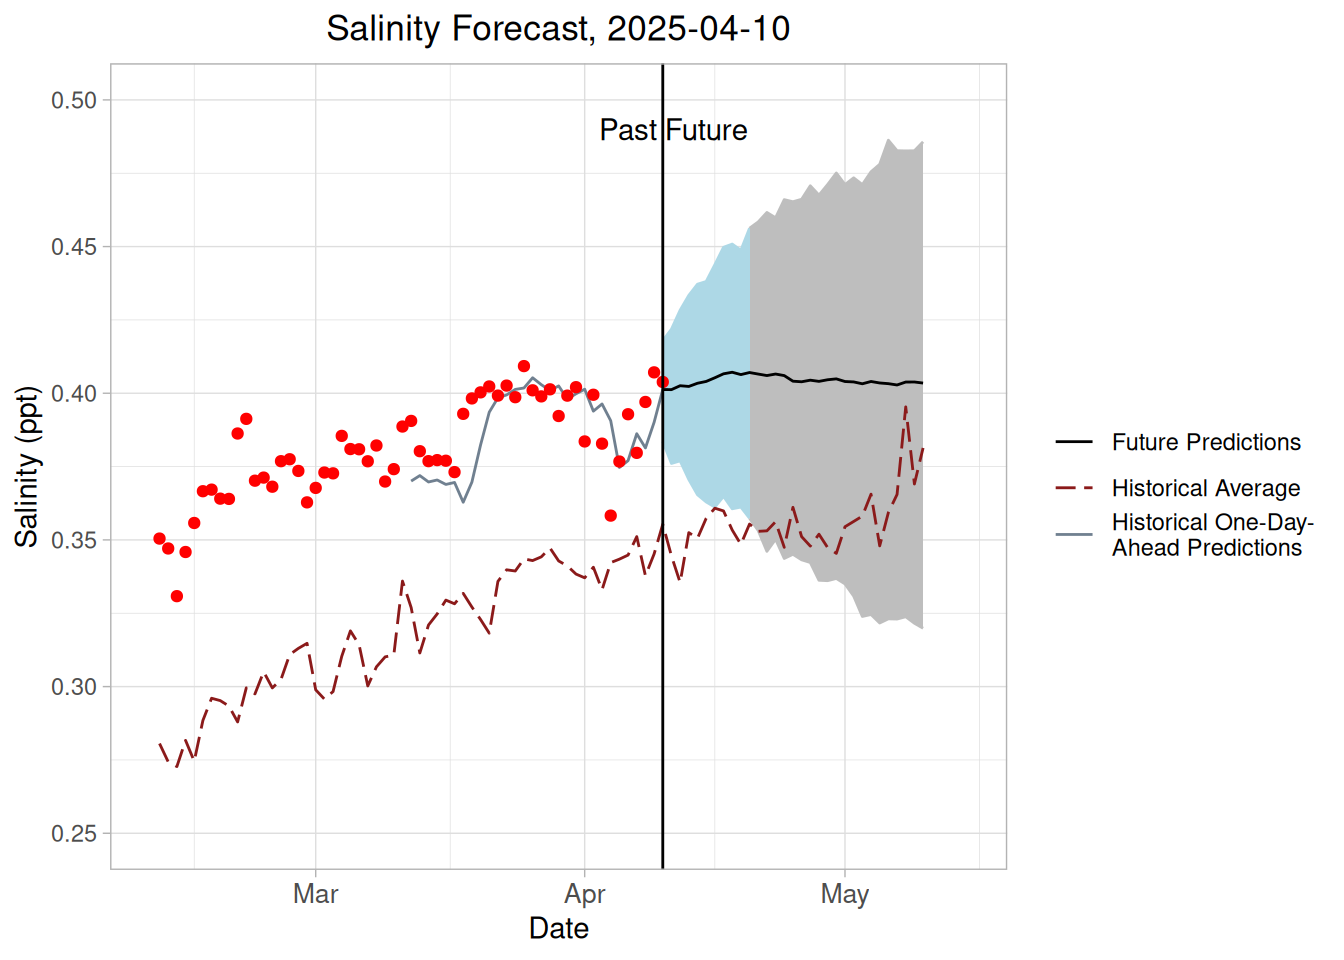 Salinity Forecast, 2025-04-10
0.50
Past Future
0.45
0.40
Salinity (ppt)
0.35
0.30
0.25
Mar Apr May
Date
Future Predictions
Historical Average
Historical One-Day-
Ahead Predictions